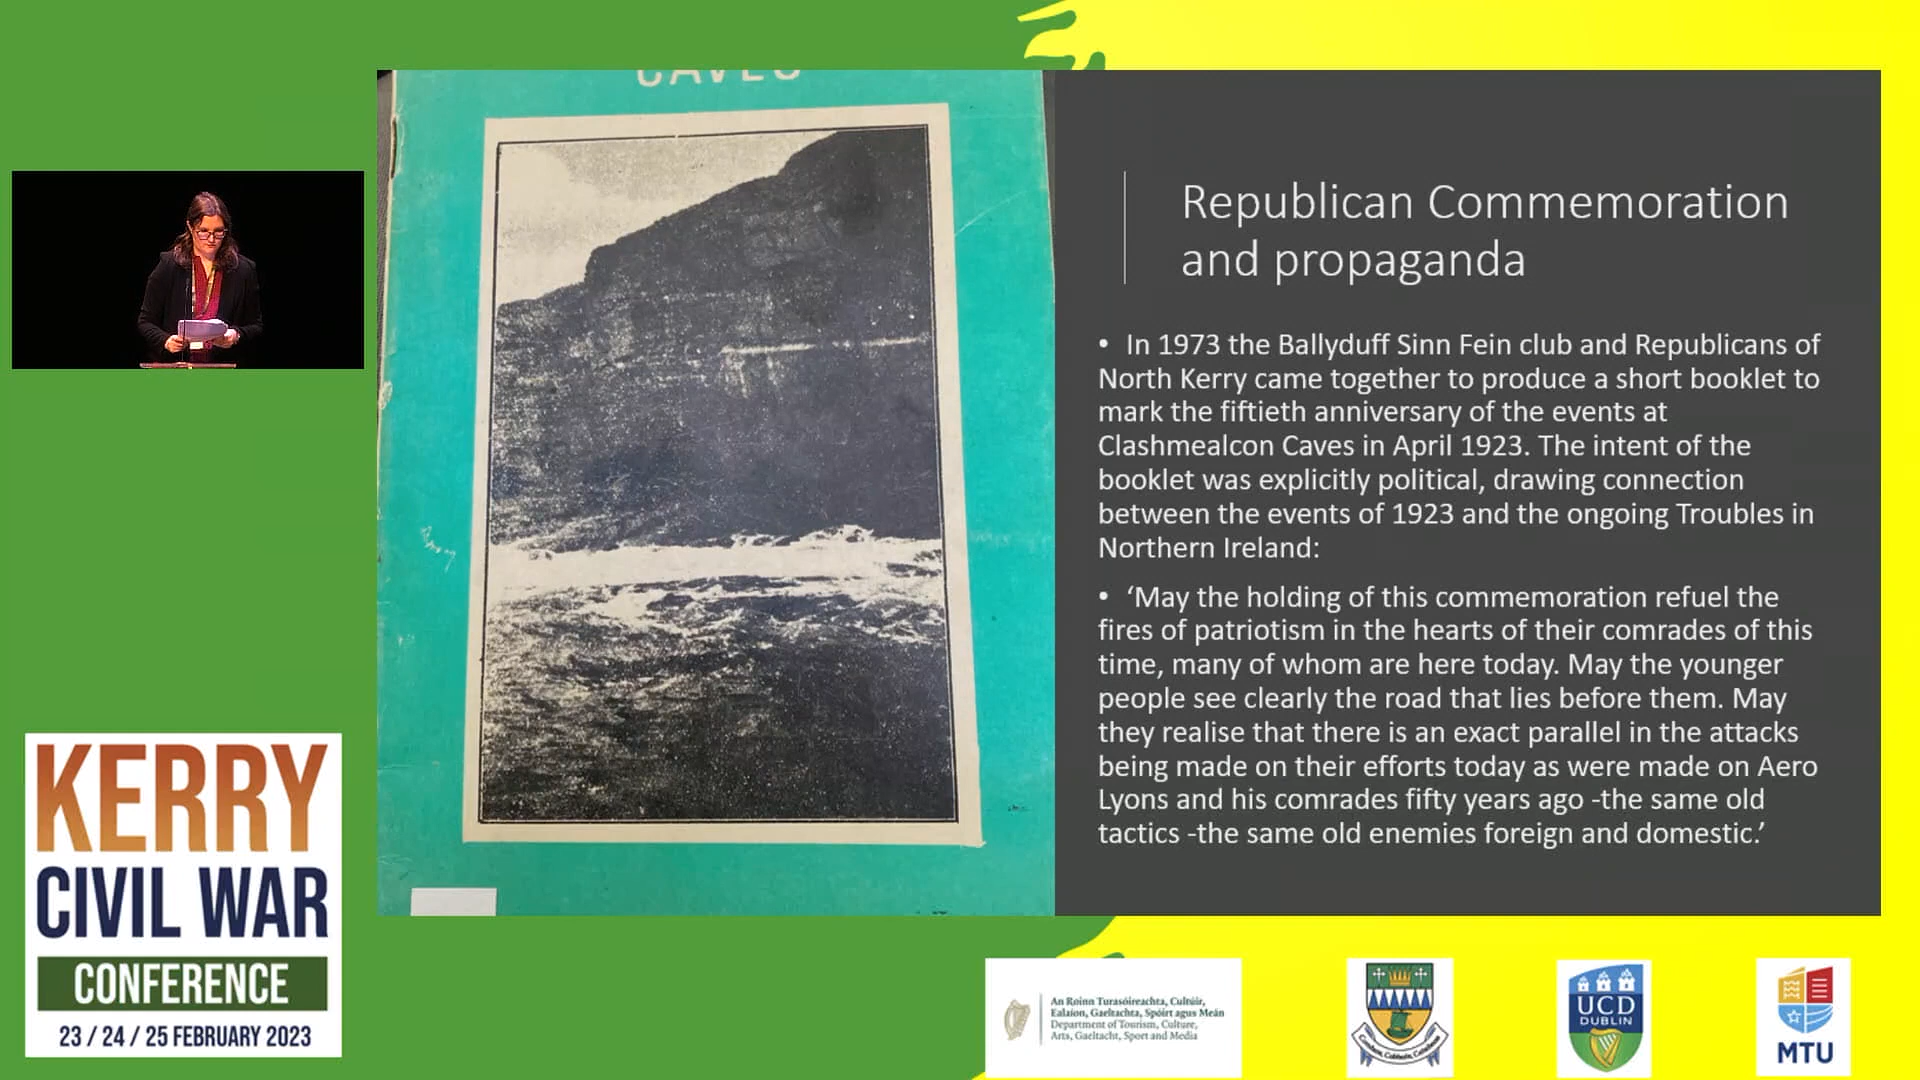 CAVES
Republican Commemoration
and propaganda
• In 1973 the Ballyduff Sinn Fein club and Republicans of
North Kerry came together to produce a short booklet to
mark the fiftieth anniversary of the events at
Clashmealcon Caves in April 1923. The intent of the
booklet was explicitly political, drawing connection
between the events of 1923 and the ongoing Troubles in
Northern Ireland:
• ‘May the holding of this commemoration refuel the
fires of patriotism in the hearts of their comrades of this
time, many of whom are here today. May the younger
people see clearly the road that lies before them. May
they realise that there is an exact parallel in the attacks
being made on their efforts today as were made on Aero
Lyons and his comrades fifty years ago -the same old
tactics -the same old enemies foreign and domestic.’
KERRY
CIVIL WAR
CONFERENCE
23 / 24 / 25 FEBRUARY 2023
An Roinn Turasóireachta, Cultúir,
Ealaíon, Gaeltachta, Spóirt agus Meán
Department of Tourism, Culture,
Arts, Gaeltacht, Sport and Media
UCD
DUBLIN
MTU